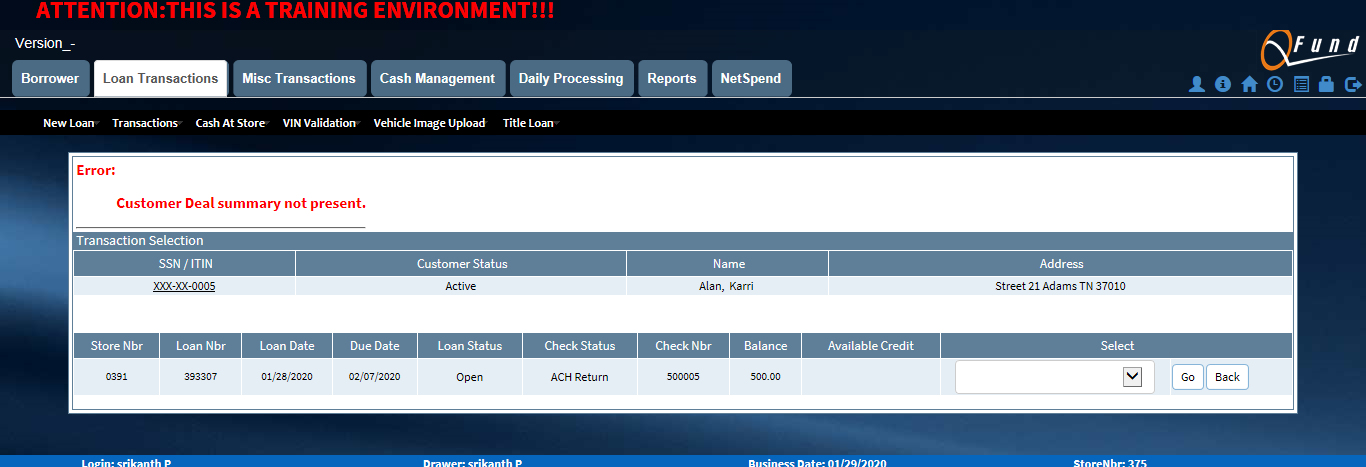 ATTENTION:THIS IS A TRAINING ENVIRONMENT!!!
Version_-
QFund
Borrower Loan Transactions Misc Transactions Cash Management Daily Processing Reports NetSpend
New Loan Transactions Cash At Store VIN Validation Vehicle Image Upload Title Loan
Error:
Customer Deal summary not present.
Transaction Selection
SSN / ITIN Customer Status Name Address
XXX-XX-0005 Active Alan, Karri Street 21 Adams TN 37010
Store Nbr Loan Nbr Loan Date Due Date Loan Status Check Status Check Nbr Balance Available Credit Select
0391 393307 01/28/2020 02/07/2020 Open ACH Return 500005 500.00 Go Back
Login: srikanth P Drawer: srikanth P Business Date: 01/29/2020 StoreNbr: 375